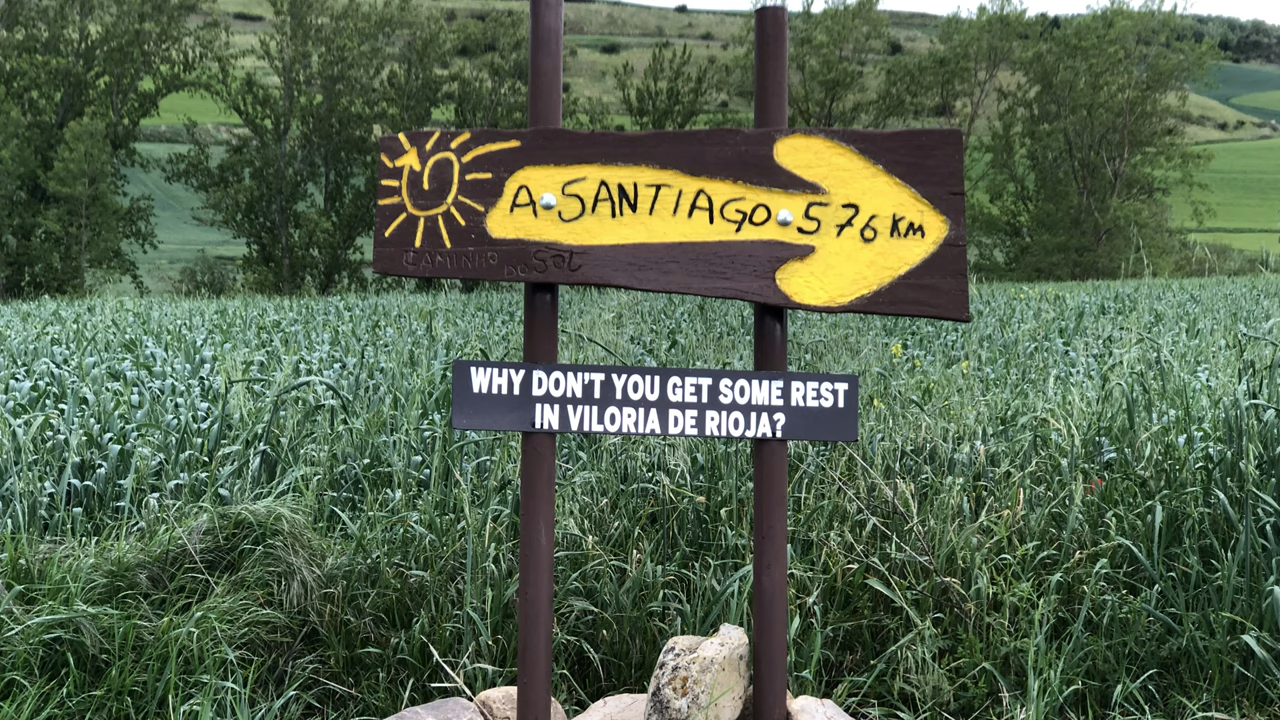 A SANTIAGO 576 KM
CAMINHO DO SOL
WHY DON'T YOU GET SOME REST
IN VILORIA DE RIOJA?